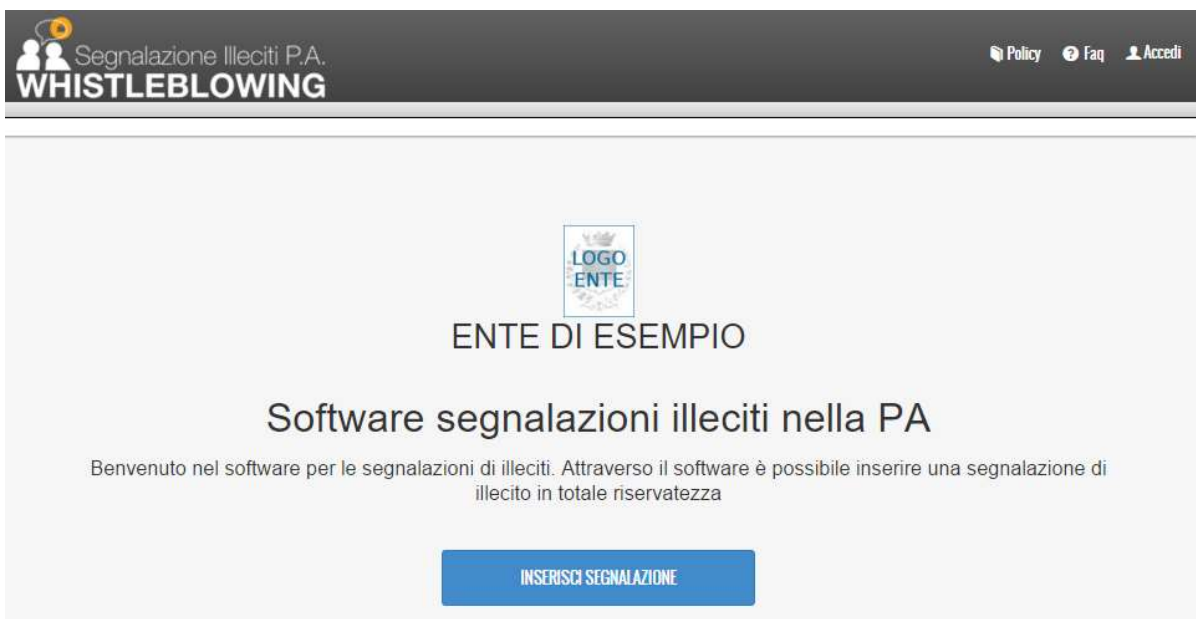 Segnalazione Illeciti P.A.
WHISTLEBLOWING
Policy Faq Accedi
LOGO
ENTE
ENTE DI ESEMPIO
Software segnalazioni illeciti nella PA
Benvenuto nel software per le segnalazioni di illeciti. Attraverso il software è possibile inserire una segnalazione di
illecito in totale riservatezza
INSERISCI SEGNALAZIONE